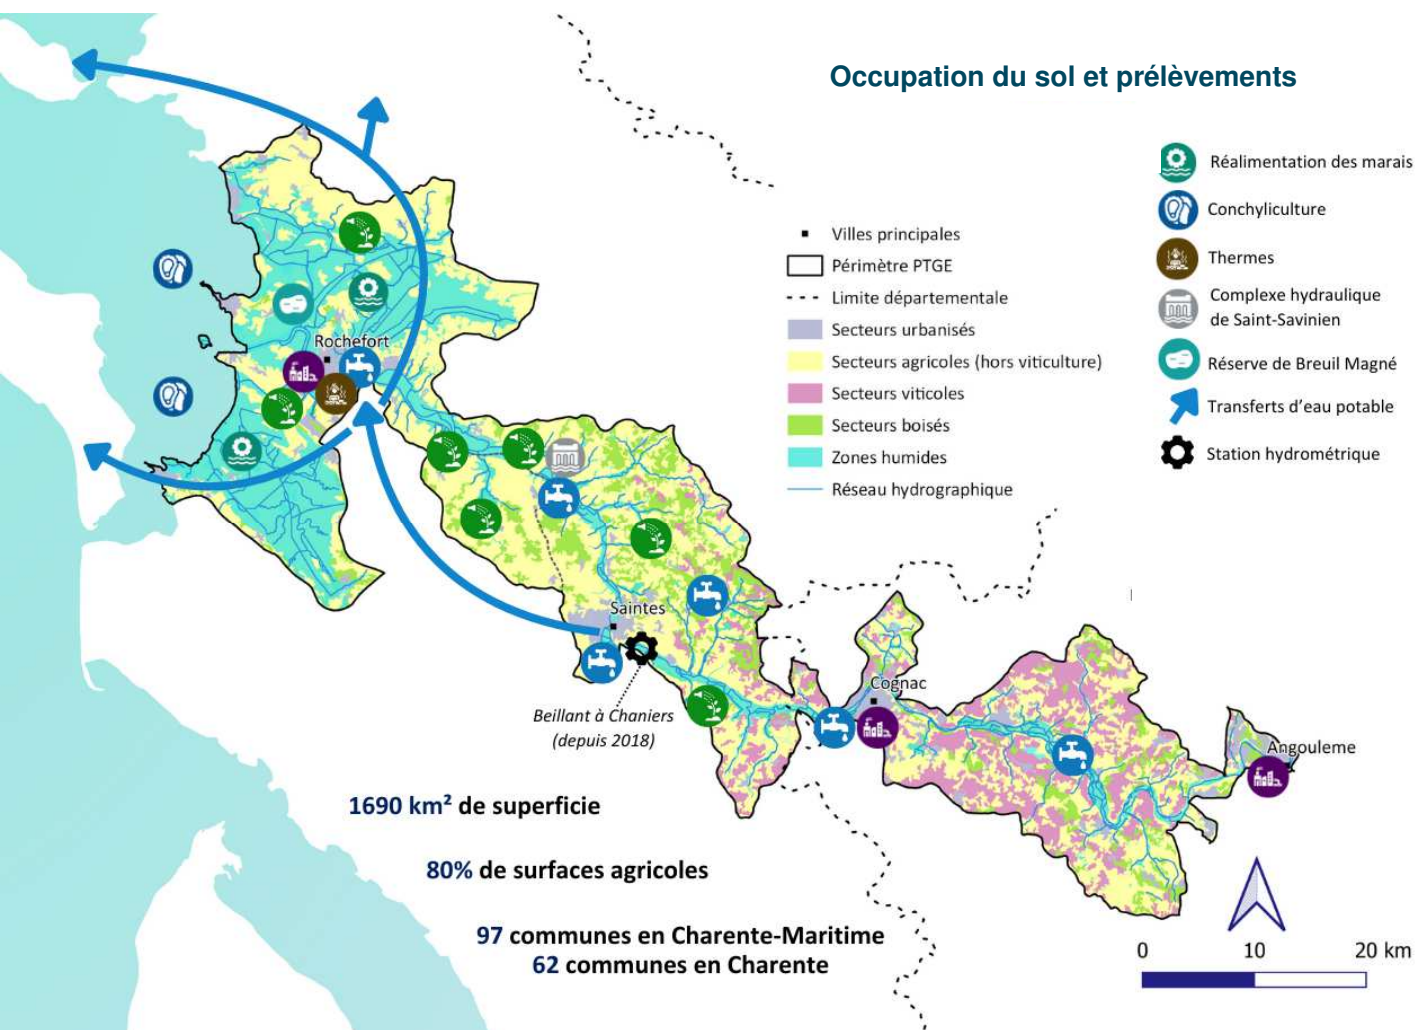 Occupation du sol et prélèvements
Réalimentation des marais
Conchyliculture
Thermes
Complexe hydraulique
de Saint-Savinien
Réserve de Breuil Magné
Transferts d'eau potable
Station hydrométrique
Villes principales
Périmètre PTGE
Limite départementale
Secteurs urbanisés
Secteurs agricoles (hors viticulture)
Secteurs viticoles
Secteurs boisés
Zones humides
Réseau hydrographique
Rochefort
Saintes
Cognac
Angouleme
Beillant à Chaniers
(depuis 2018)
1690 km² de superficie
80% de surfaces agricoles
97 communes en Charente-Maritime
62 communes en Charente
0 10 20 km